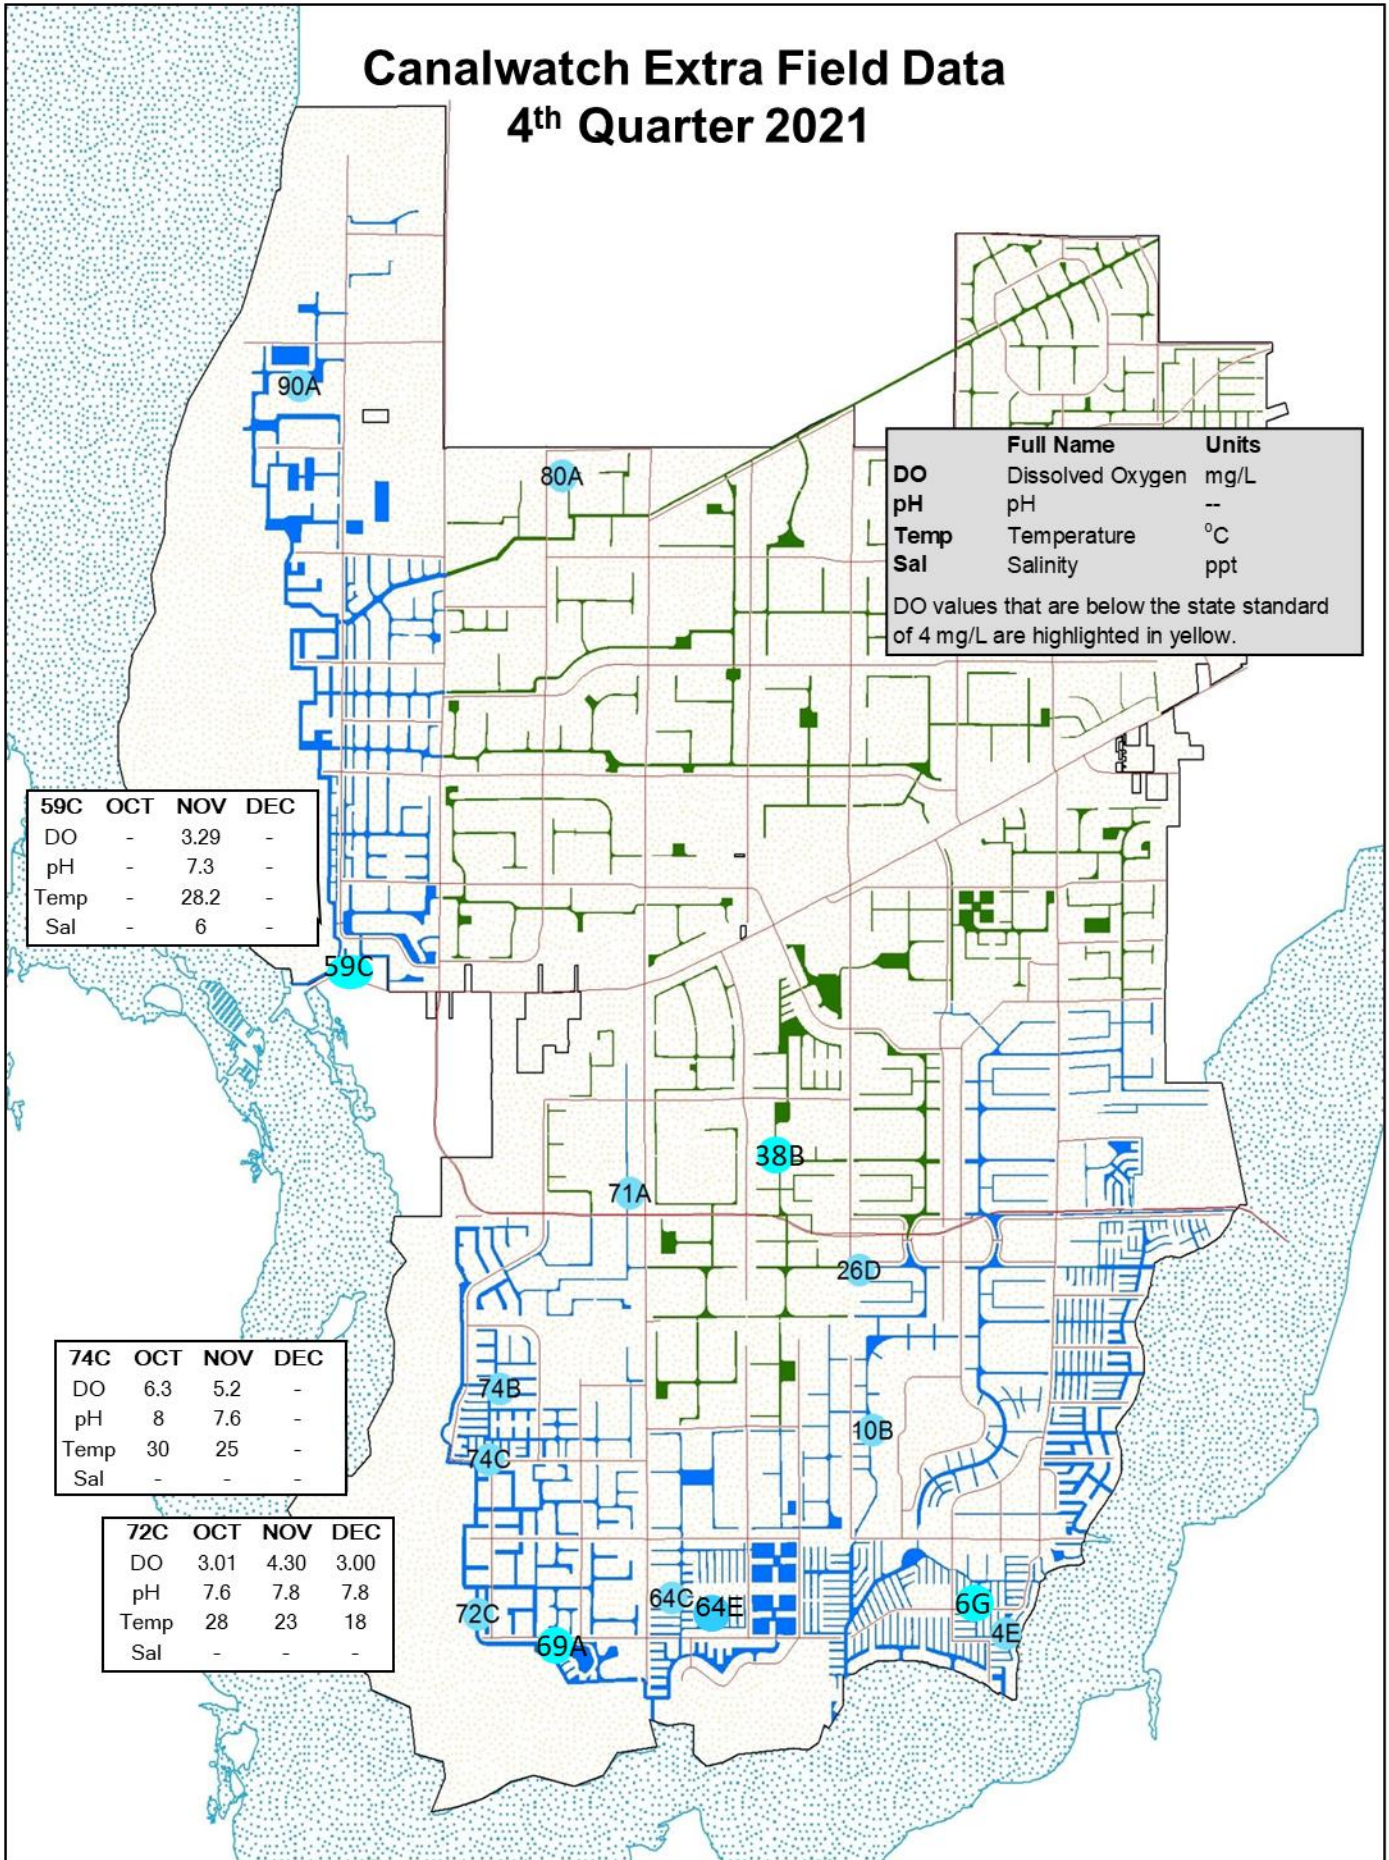 Canalwatch Extra Field Data
4th Quarter 2021
90A
80A
Full Name Units
DO Dissolved Oxygen mg/L
pH pH --
Temp Temperature °C
Sal Salinity ppt
DO values that are below the state standard
of 4 mg/L are highlighted in yellow.
59C OCT NOV DEC
DO - 3.29 -
pH - 7.3 -
Temp - 28.2 -
Sal - 6 -
59C
38B
71A
26D
74C OCT NOV DEC
DO 6.3 5.2 -
pH 8 7.6 -
Temp 30 25 -
Sal - - -
74B
10B
74C
72C OCT NOV DEC
DO 3.01 4.30 3.00
pH 7.6 7.8 7.8
Temp 28 23 18
Sal - - -
72C
64C
64E
6G
4E
69A